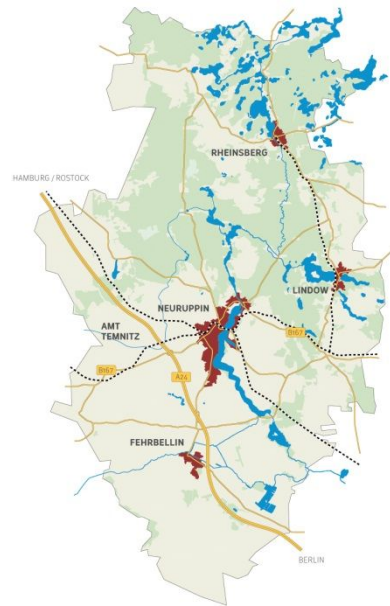 RHEINSBERG
HAMBURG / ROSTOCK
LINDOW
NEURUPPIN
AMT
TEMNITZ
B167
B167
A24
FEHRBELLIN
BERLIN